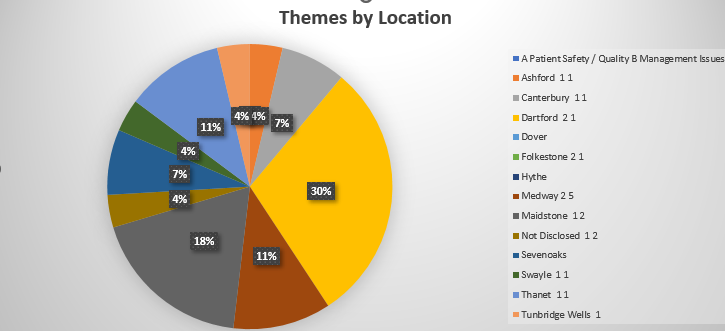 Themes by Location
4%
4%
7%
30%
11%
18%
4%
7%
4%
11%
A Patient Safety / Quality B Management Issues
Ashford 1 1
Canterbury 1 1
Dartford 2 1
Dover
Folkestone 2 1
Hythe
Medway 2 5
Maidstone 1 2
Not Disclosed 1 2
Sevenoaks
Swayle 1 1
Thanet 1 1
Tunbridge Wells 1